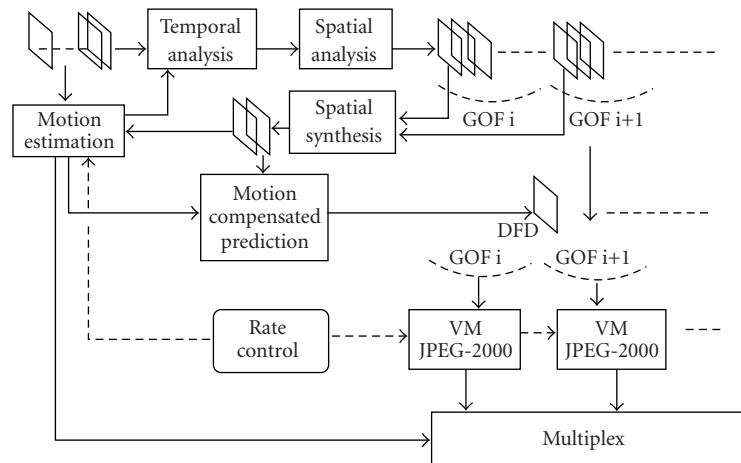 Temporal
analysis
Spatial
analysis
Motion
estimation
Spatial
synthesis
GOF i
GOF i+1
Motion
compensated
prediction
DFD
GOF i
GOF i+1
Rate
control
VM
JPEG-2000
VM
JPEG-2000
Multiplex